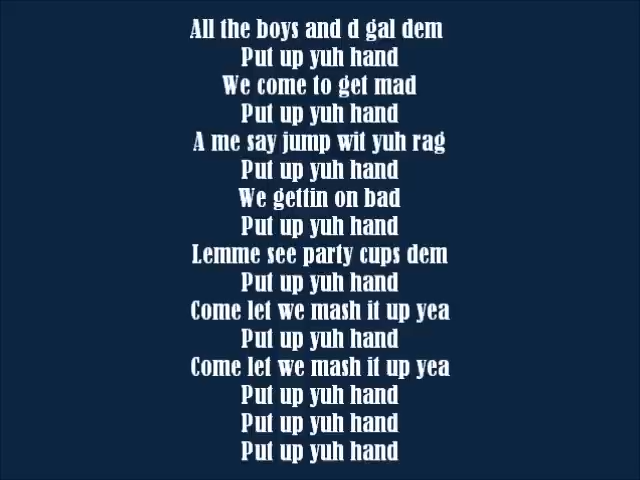 All the boys and d gal dem
Put up yuh hand
We come to get mad
Put up yuh hand
A me say jump wit yuh rag
Put up yuh hand
We gettin on bad
Put up yuh hand
Lemme see party cups dem
Put up yuh hand
Come let we mash it up yea
Put up yuh hand
Come let we mash it up yea
Put up yuh hand
Put up yuh hand
Put up yuh hand